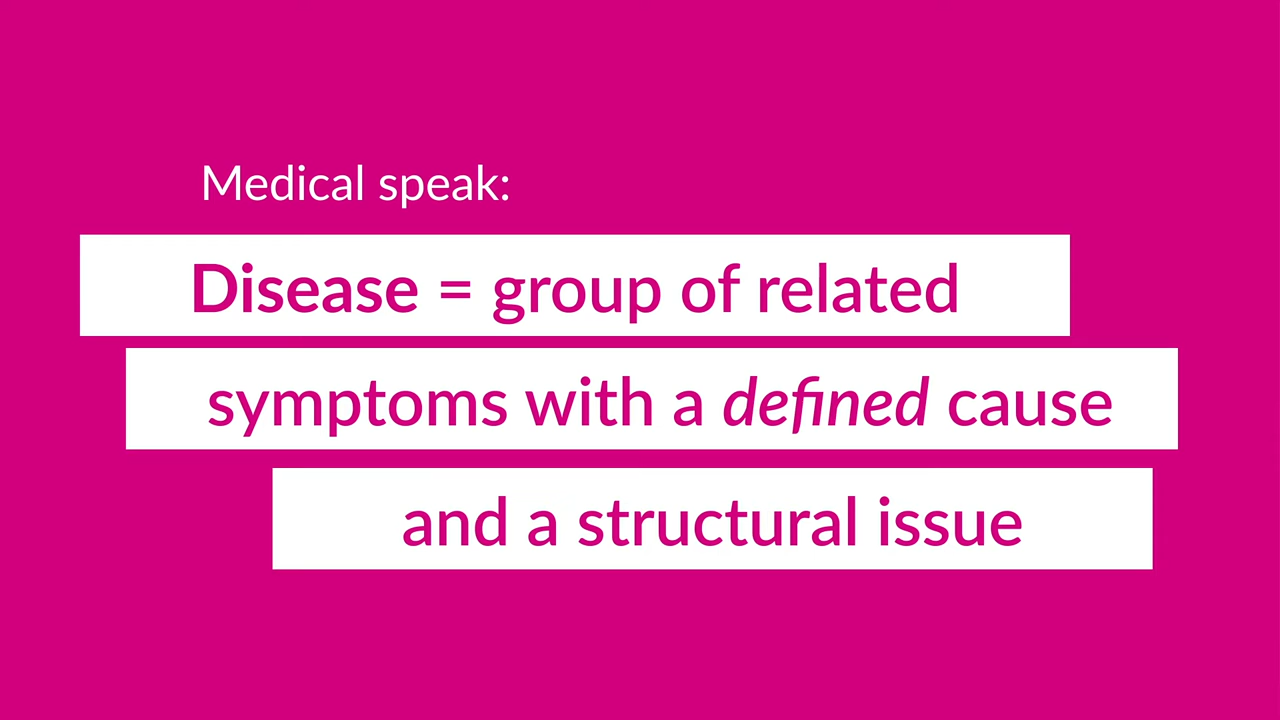 Medical speak:
Disease = group of related
symptoms with a defined cause
and a structural issue